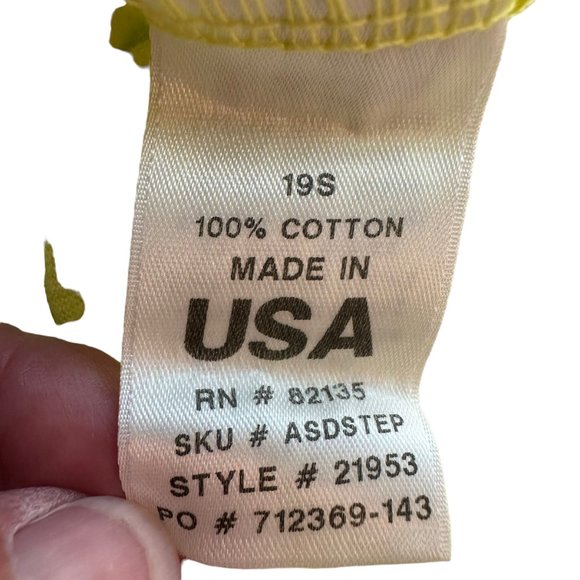 19S
100% COTTON
MADE IN
USA
RN # 82135
SKU # ASDSTEP
STYLE # 21953
PO # 712369-143